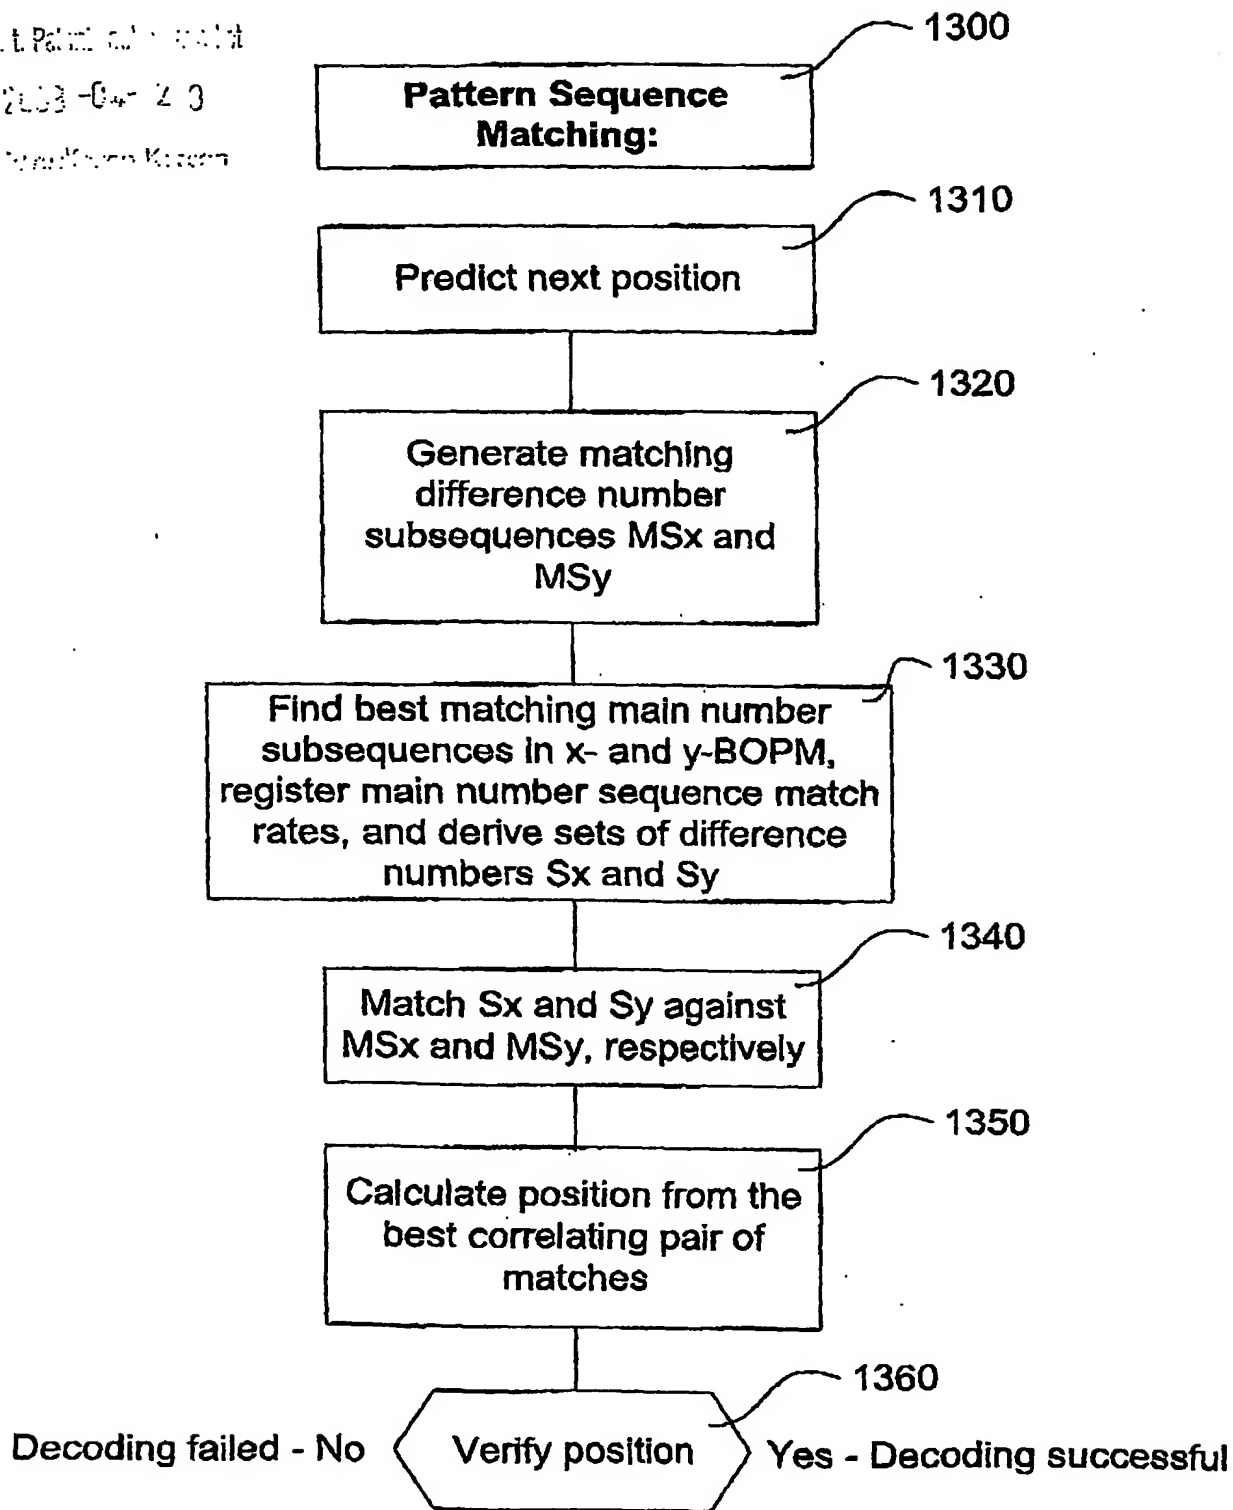 1300
Pattern Sequence
Matching:
1310
Predict next position
1320
Generate matching
difference number
subsequences MSx and
MSy
1330
Find best matching main number
subsequences in x- and y-BOPM,
register main number sequence match
rates, and derive sets of difference
numbers Sx and Sy
1340
Match Sx and Sy against
MSx and MSy, respectively
1350
Calculate position from the
best correlating pair of
matches
1360
Decoding failed - No
Verify position
Yes - Decoding successful